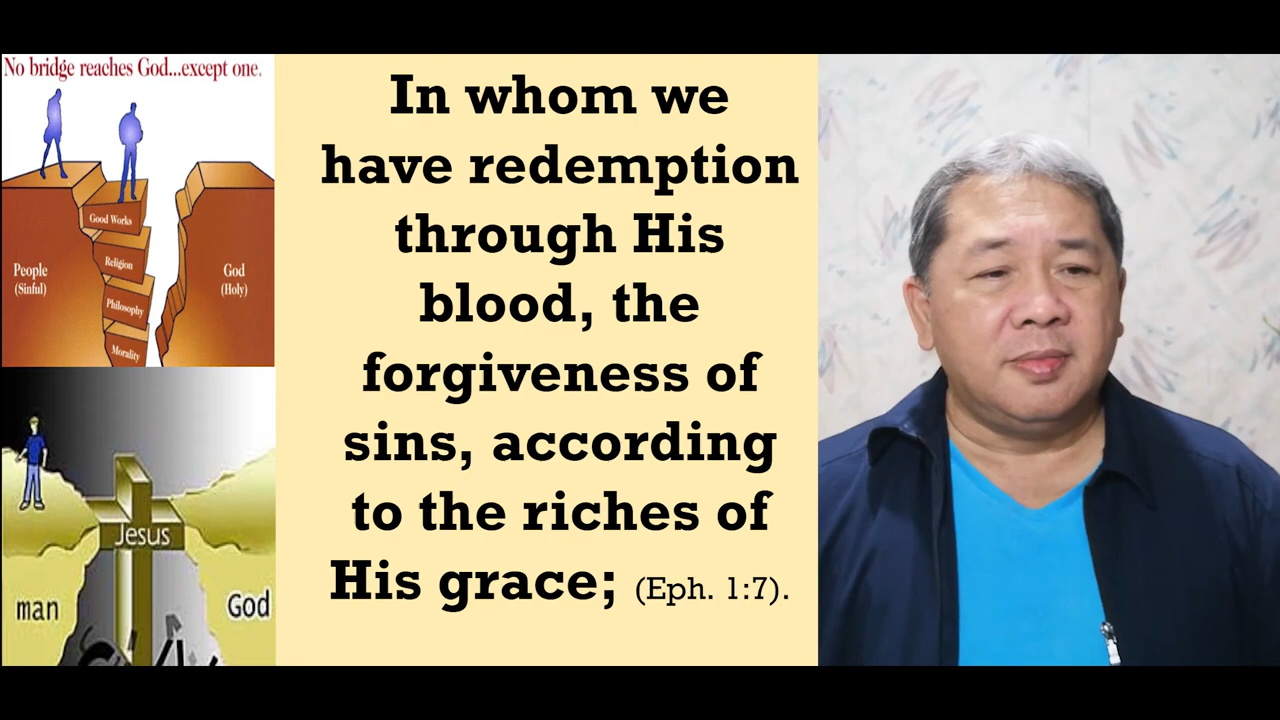 No bridge reaches God...except one.
Good Works
Religion
Philosophy
Morality
People
(Sinful)
God
(Holy)
Jesus
man
God
In whom we
have redemption
through His
blood, the
forgiveness of
sins, according
to the riches of
His grace; (Eph. 1:7).